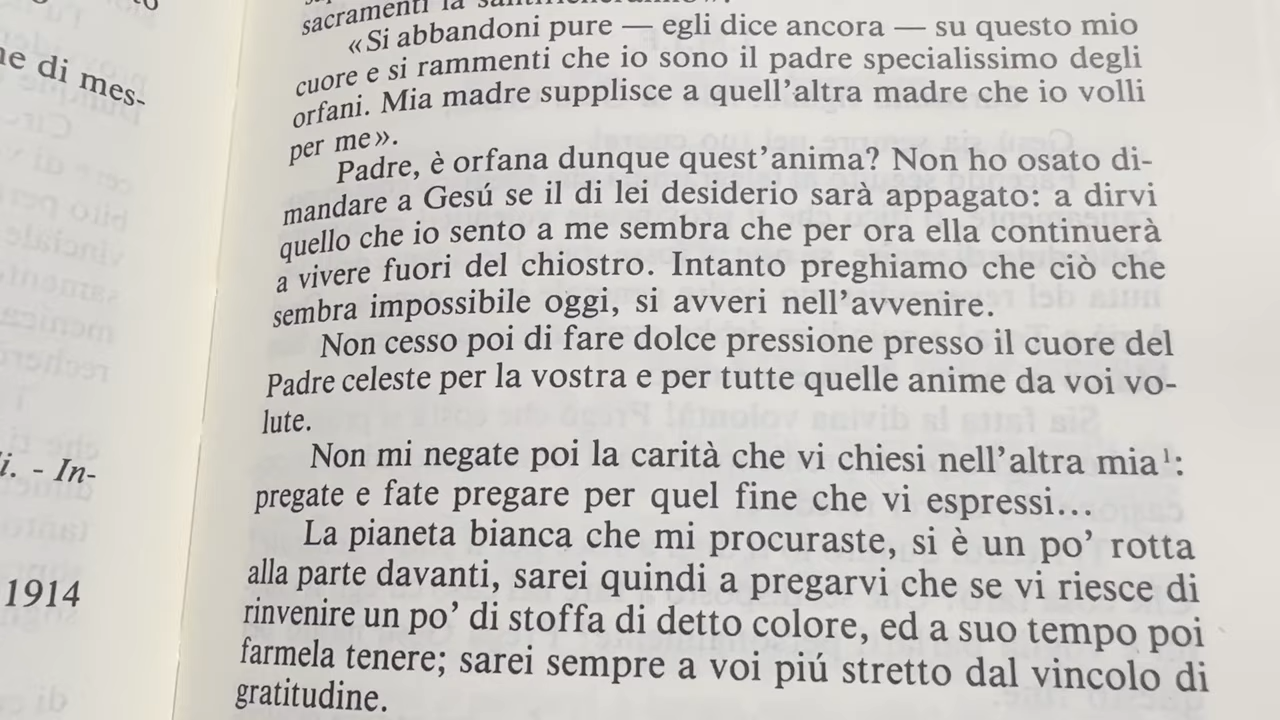 ne di mes-
i. - In-
1914
sacramenti la santificeranno».
«Si abbandoni pure — egli dice ancora — su questo mio
cuore e si rammenti che io sono il padre specialissimo degli
orfani. Mia madre supplisce a quell'altra madre che io volli
per me».
Padre, è orfana dunque quest'anima? Non ho osato di-
mandare a Gesú se il di lei desiderio sarà appagato: a dirvi
quello che io sento a me sembra che per ora ella continuerà
a vivere fuori del chiostro. Intanto preghiamo che ciò che
sembra impossibile oggi, si avveri nell'avvenire.
Non cesso poi di fare dolce pressione presso il cuore del
Padre celeste per la vostra e per tutte quelle anime da voi vo-
lute.
Non mi negate poi la carità che vi chiesi nell'altra mia¹:
pregate e fate pregare per quel fine che vi espressi...
La pianeta bianca che mi procuraste, si è un po' rotta
alla parte davanti, sarei quindi a pregarvi che se vi riesce di
rinvenire un po' di stoffa di detto colore, ed a suo tempo poi
farmela tenere; sarei sempre a voi piú stretto dal vincolo di
gratitudine.